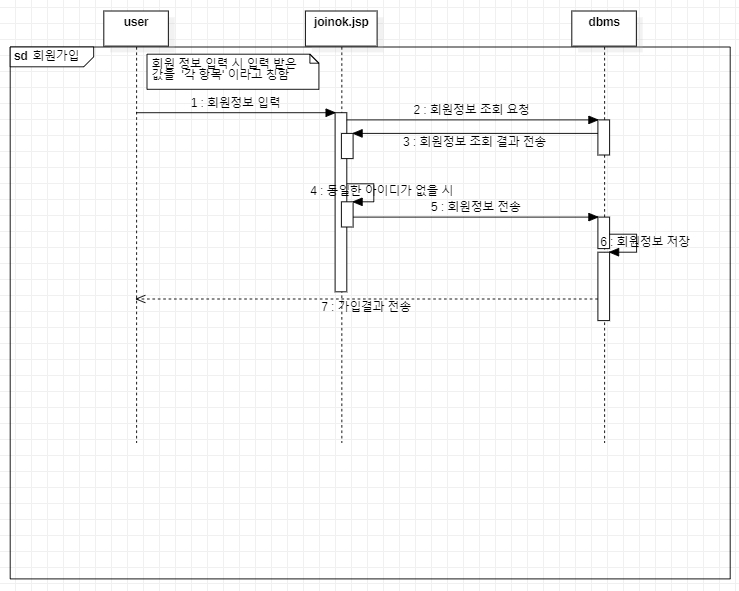 user
joinok.jsp
dbms
sd 회원가입
회원 정보 입력 시 입력 받은
값을 '각 항목' 이라고 칭함
1 : 회원정보 입력
2 : 회원정보 조회 요청
3 : 회원정보 조회 결과 전송
4 : 동일한 아이디가 없을 시
5 : 회원정보 전송
6 : 회원정보 저장
7 : 가입결과 전송